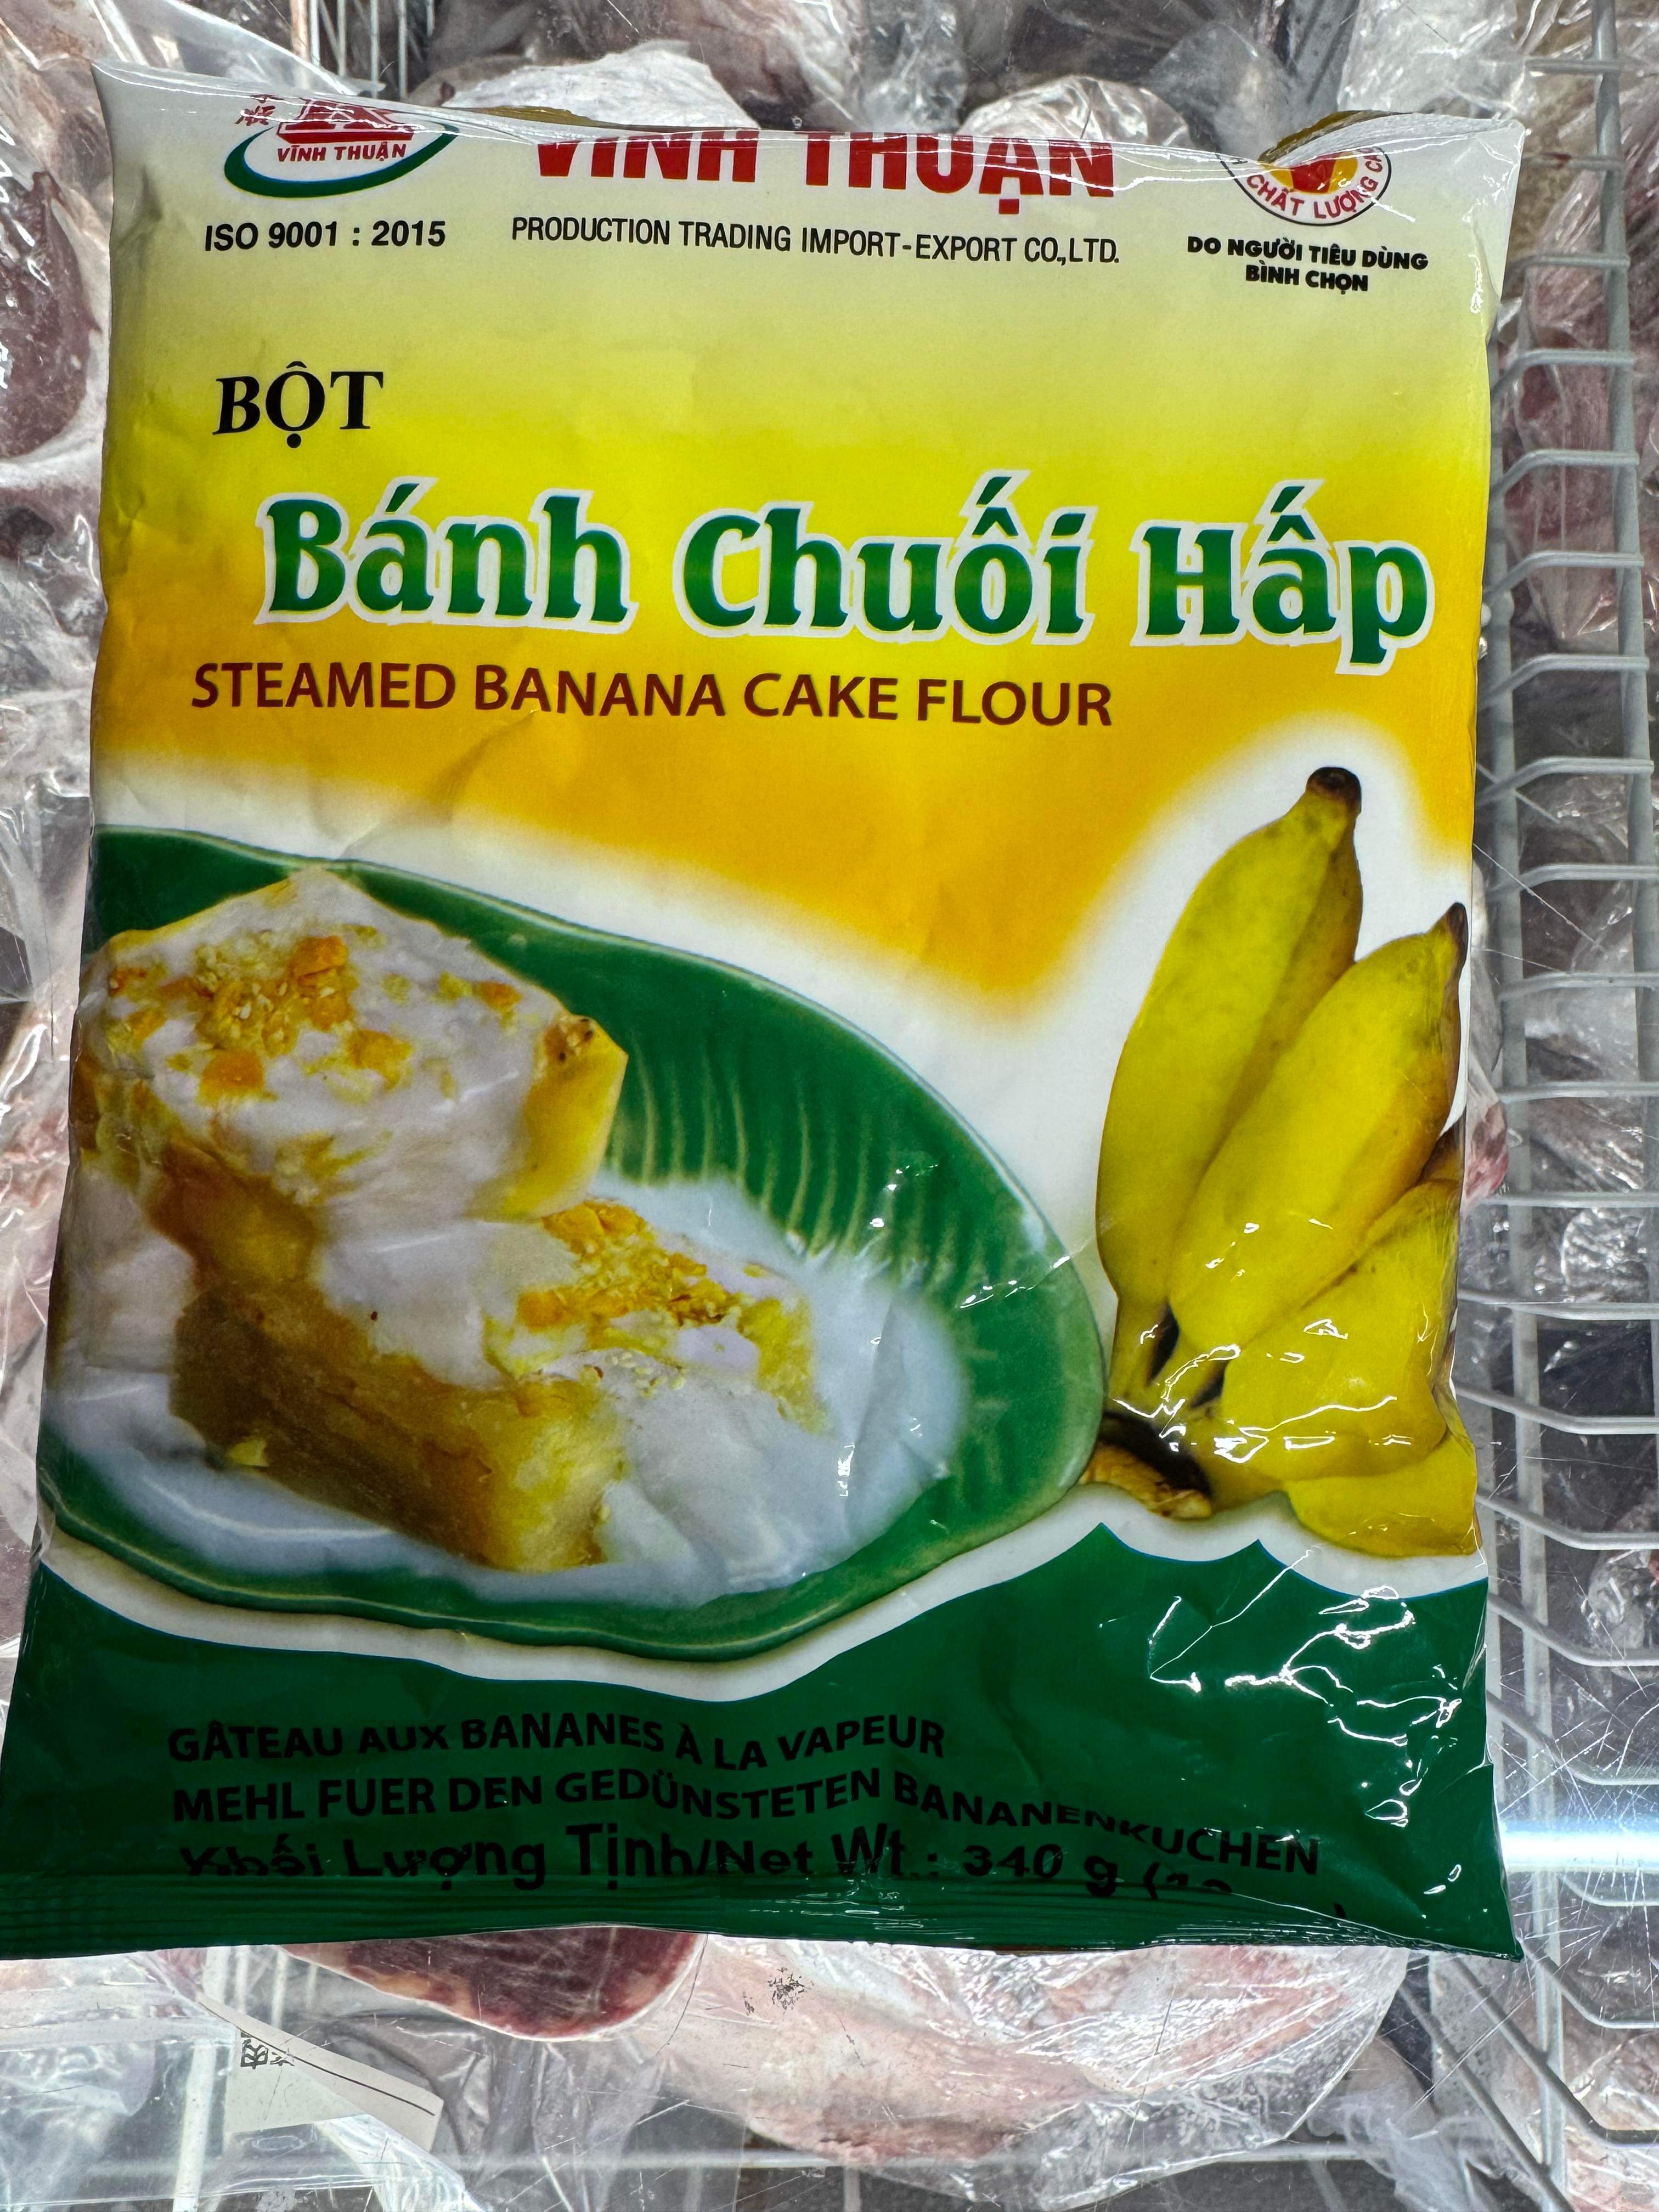 VĨNH THUẬN
VĨNH THUẬN
CHẤT LƯỢNG
ISO 9001 : 2015
PRODUCTION TRADING IMPORT-EXPORT CO.,LTD.
DO NGƯỜI TIÊU DÙNG
BÌNH CHỌN
BỘT
Bánh Chuối Hấp
STEAMED BANANA CAKE FLOUR
GÂTEAU AUX BANANES À LA VAPEUR
MEHL FUER DEN GEDÜNSTETEN BANANENKUCHEN
Khối Lượng Tịnh/Net Wt.: 340 g